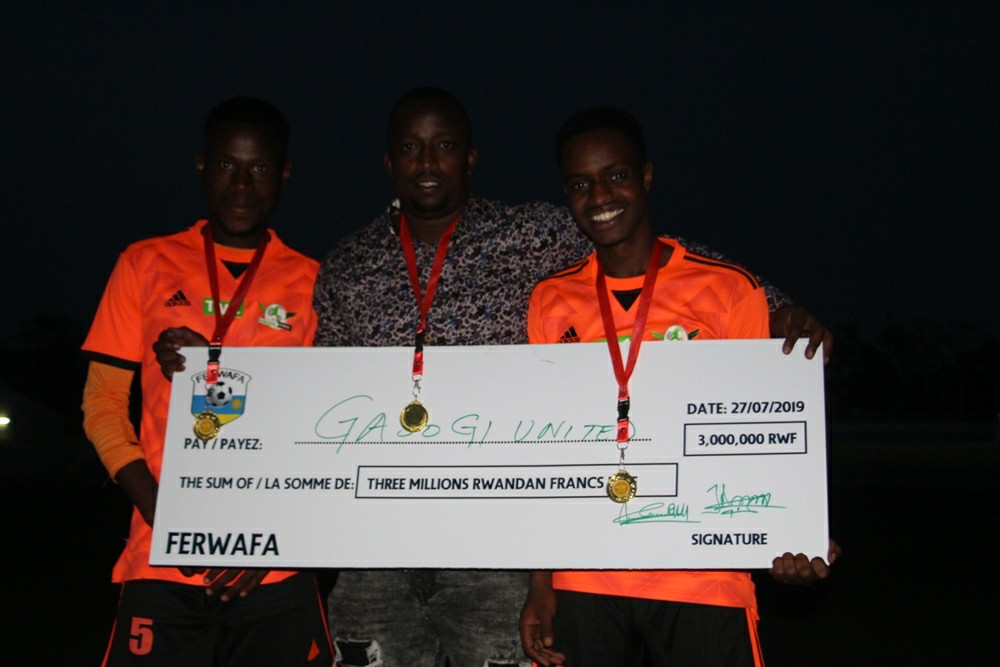 FERWAFA
DATE: 27/07/2019
PAY / PAYEZ: GASOGI UNITED
3,000,000 RWF
THE SUM OF / LA SOMME DE: THREE MILLIONS RWANDAN FRANCS
FERWAFA
SIGNATURE
5